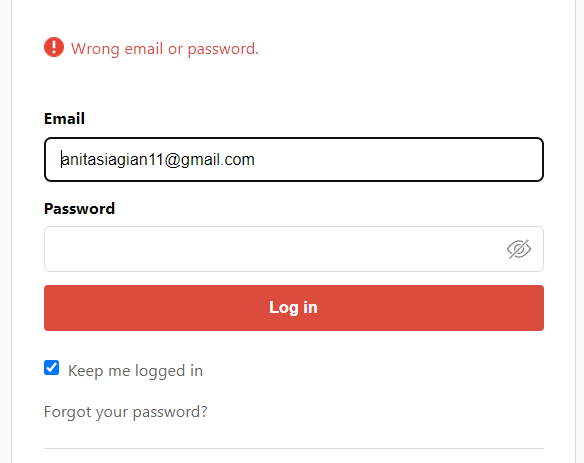 Wrong email or password.
Email
anitasiagian11@gmail.com
Password
Log in
Keep me logged in
Forgot your password?